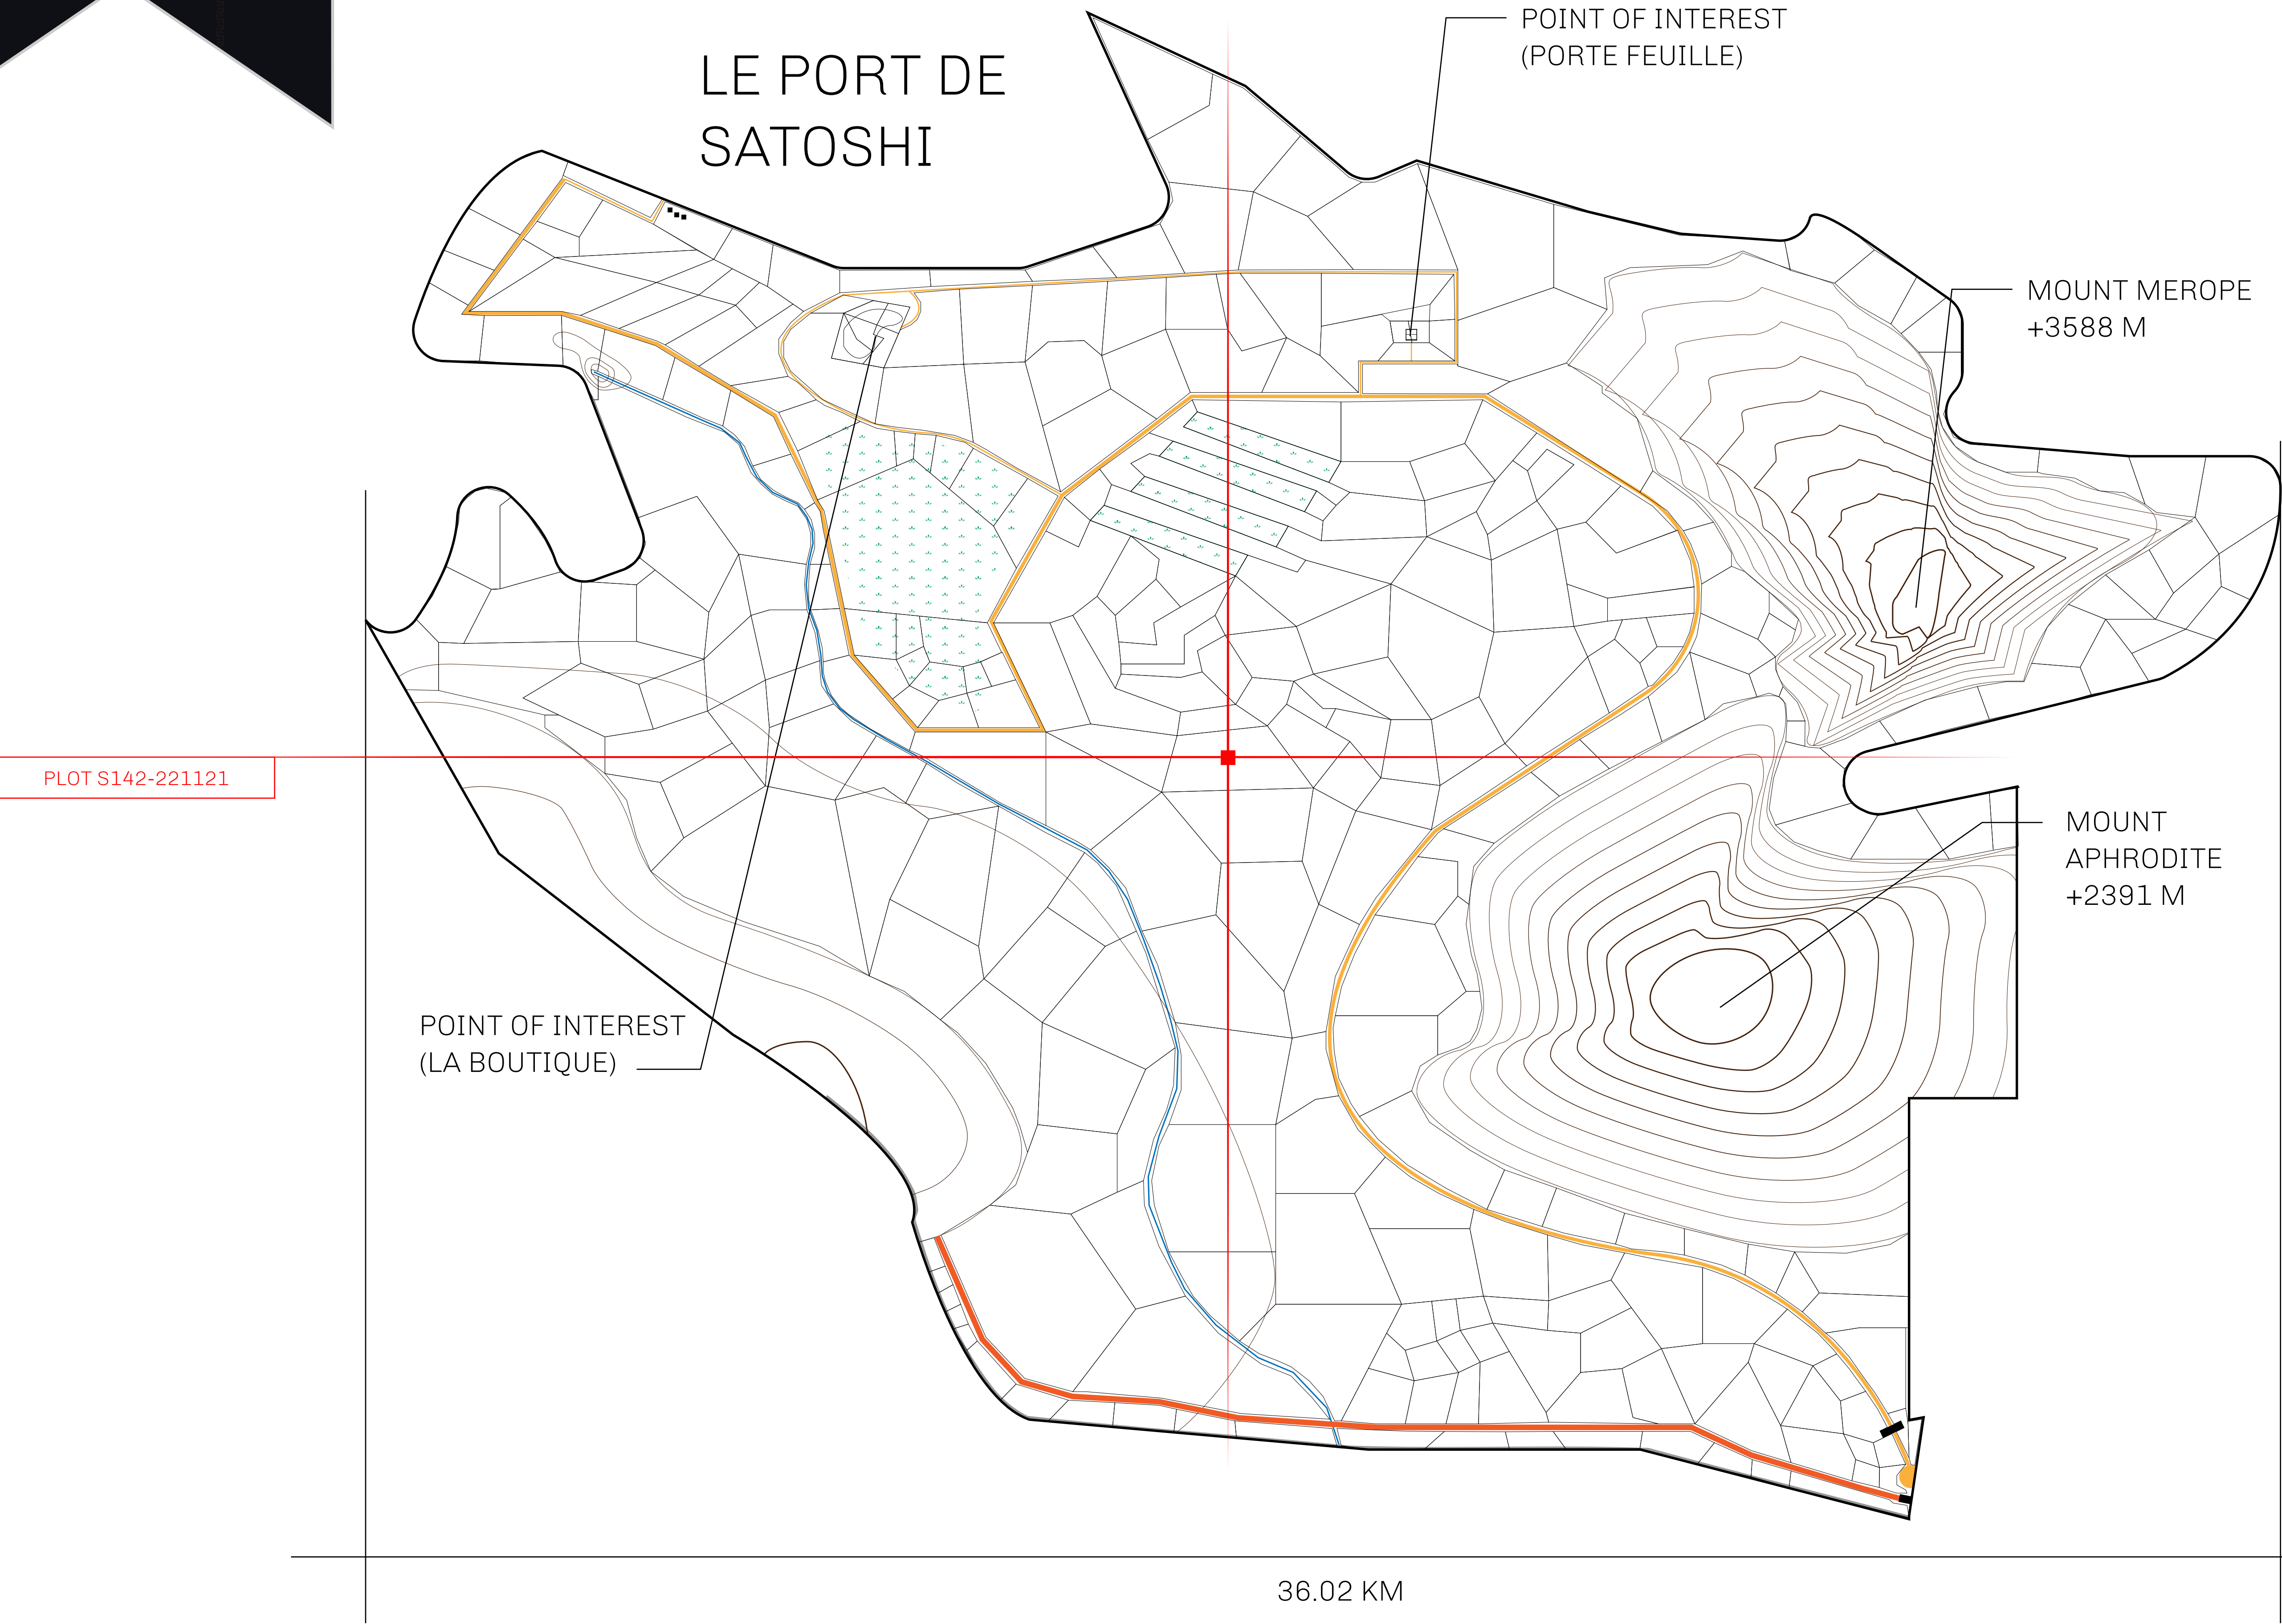 LE PORT DE
SATOSHI
POINT OF INTEREST
(PORTE FEUILLE)
MOUNT MEROPE
+3588 M
PLOT S142-221121
MOUNT
APHRODITE
+2391 M
POINT OF INTEREST
(LA BOUTIQUE)
36.02 KM